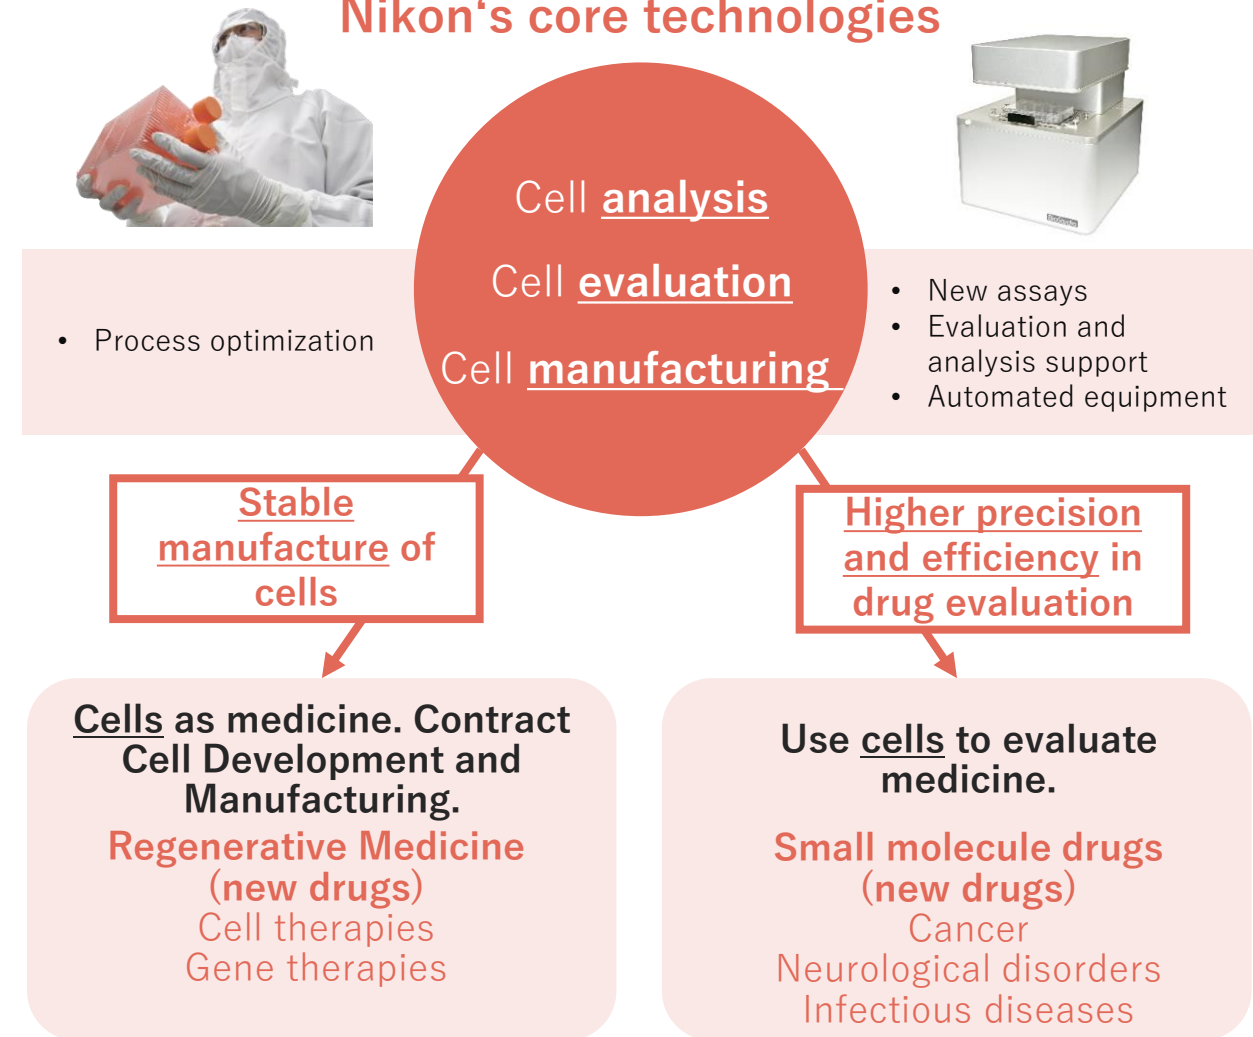 Nikon‘s core technologies
Cell analysis
Cell evaluation
Cell manufacturing
• Process optimization
• New assays
• Evaluation and
analysis support
• Automated equipment
Stable
manufacture of
cells
Higher precision
and efficiency in
drug evaluation
Cells as medicine. Contract
Cell Development and
Manufacturing.
Regenerative Medicine
(new drugs)
Cell therapies
Gene therapies
Use cells to evaluate
medicine.
Small molecule drugs
(new drugs)
Cancer
Neurological disorders
Infectious diseases